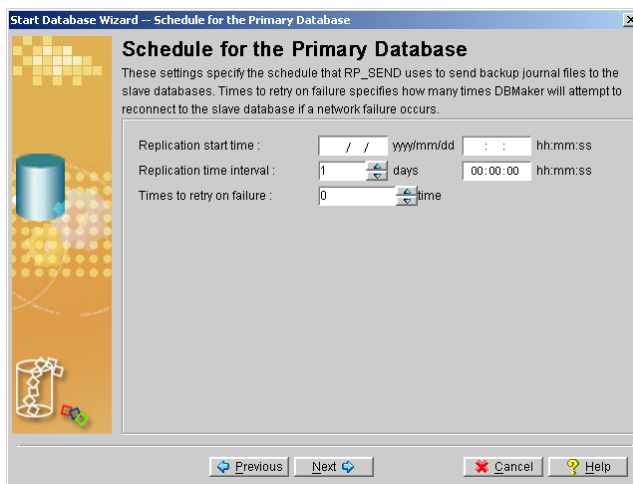 Start Database Wizard -- Schedule for the Primary Database
Schedule for the Primary Database
These settings specify the schedule that RP_SEND uses to send backup journal files to the
slave databases. Times to retry on failure specifies how many times DBMaker will attempt to
reconnect to the slave database if a network failure occurs.
Replication start time : / / yyyy/mm/dd : : hh:mm:ss
Replication time interval : 1 days 00:00:00 hh:mm:ss
Times to retry on failure : 0 time
Previous Next Cancel Help